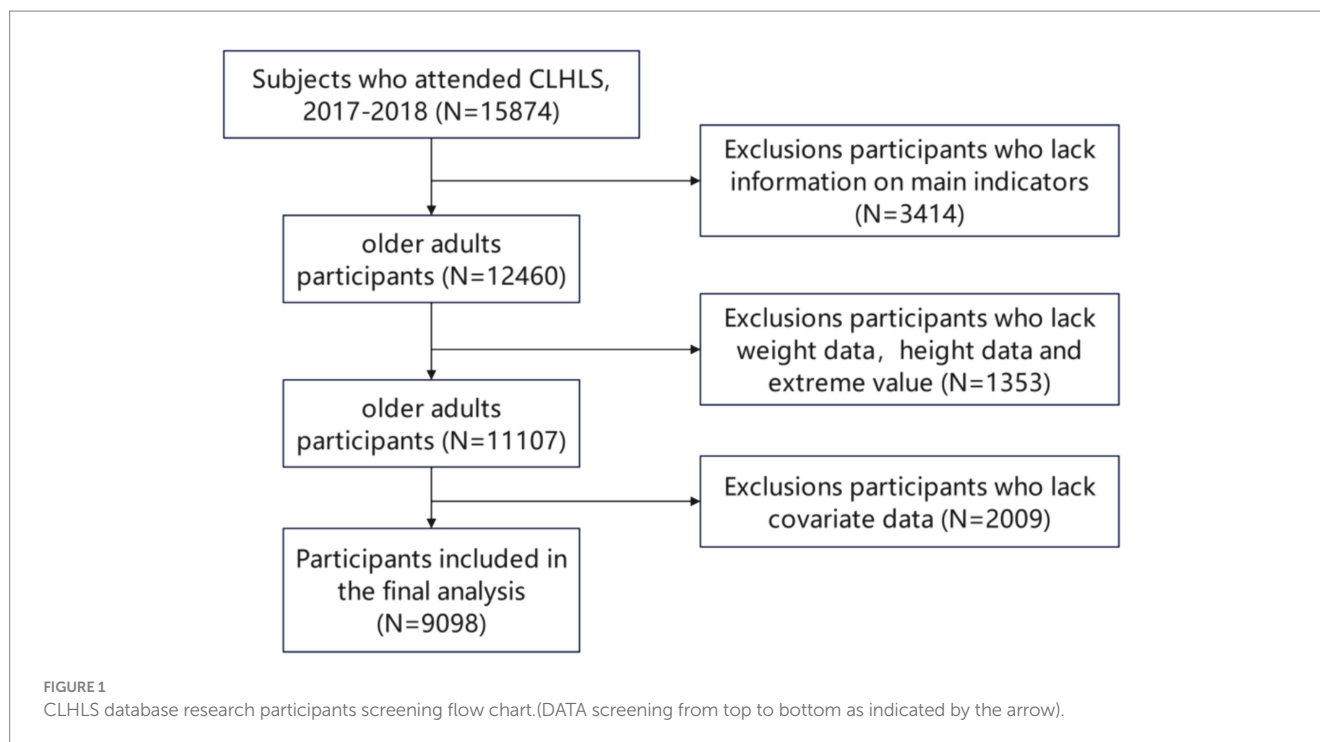 Subjects who attended CLHLS,
2017-2018 (N=15874)
Exclusions participants who lack
information on main indicators
(N=3414)
older adults
participants (N=12460)
Exclusions participants who lack
weight data，height data and
extreme value (N=1353)
older adults
participants (N=11107)
Exclusions participants who lack
covariate data (N=2009)
Participants included in
the final analysis
(N=9098)
FIGURE 1
CLHLS database research participants screening flow chart.(DATA screening from top to bottom as indicated by the arrow).